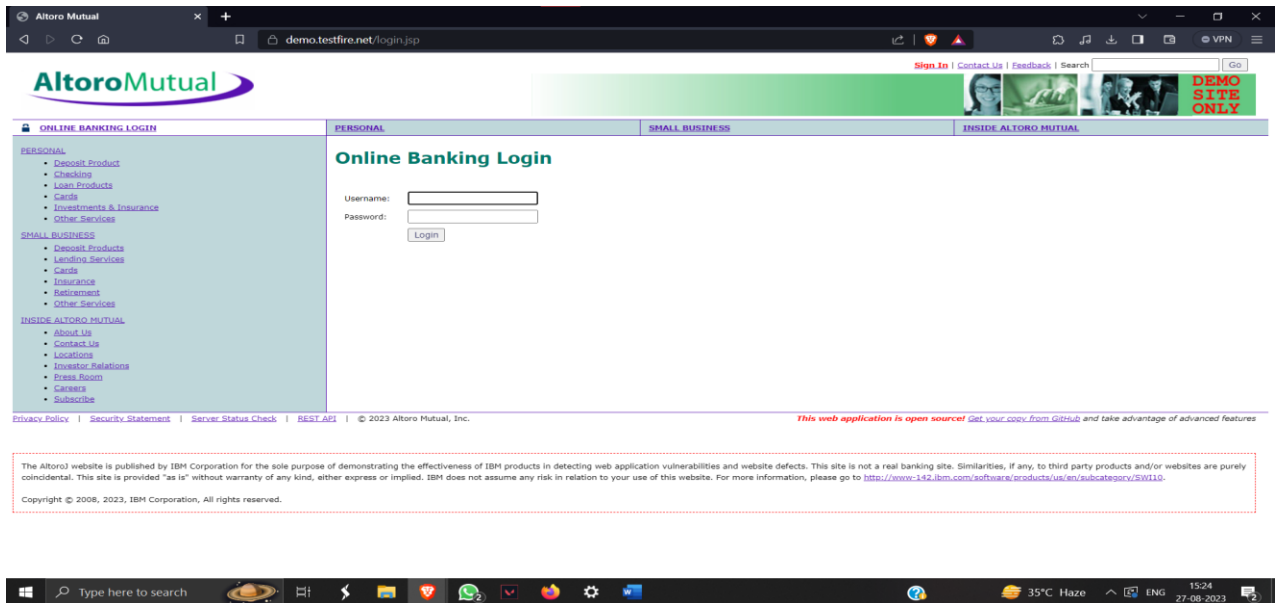 Altoro Mutual
demo.testfire.net/login.jsp
VPN
Sign In | Contact Us | Feedback | Search Go
AltoroMutual
DEMO SITE ONLY
ONLINE BANKING LOGIN
PERSONAL
SMALL BUSINESS
INSIDE ALTORO MUTUAL
PERSONAL
• Deposit Product
• Checking
• Loan Products
• Cards
• Investments & Insurance
• Other Services
SMALL BUSINESS
• Deposit Products
• Lending Services
• Cards
• Insurance
• Retirement
• Other Services
INSIDE ALTORO MUTUAL
• About Us
• Contact Us
• Locations
• Investor Relations
• Press Room
• Careers
• Subscribe
Online Banking Login
Username:
Password:
Login
Privacy Policy | Security Statement | Server Status Check | REST API | © 2023 Altoro Mutual, Inc.
This web application is open source! Get your copy from GitHub and take advantage of advanced features
The AltoroJ website is published by IBM Corporation for the sole purpose of demonstrating the effectiveness of IBM products in detecting web application vulnerabilities and website defects. This site is not a real banking site. Similarities, if any, to third party products and/or websites are purely
coincidental. This site is provided "as is" without warranty of any kind, either express or implied. IBM does not assume any risk in relation to your use of this website. For more information, please go to http://www-142.ibm.com/software/products/us/en/subcategory/SWI10.
Copyright © 2008, 2023, IBM Corporation, All rights reserved.
Type here to search
35°C Haze
ENG
15:24
27-08-2023